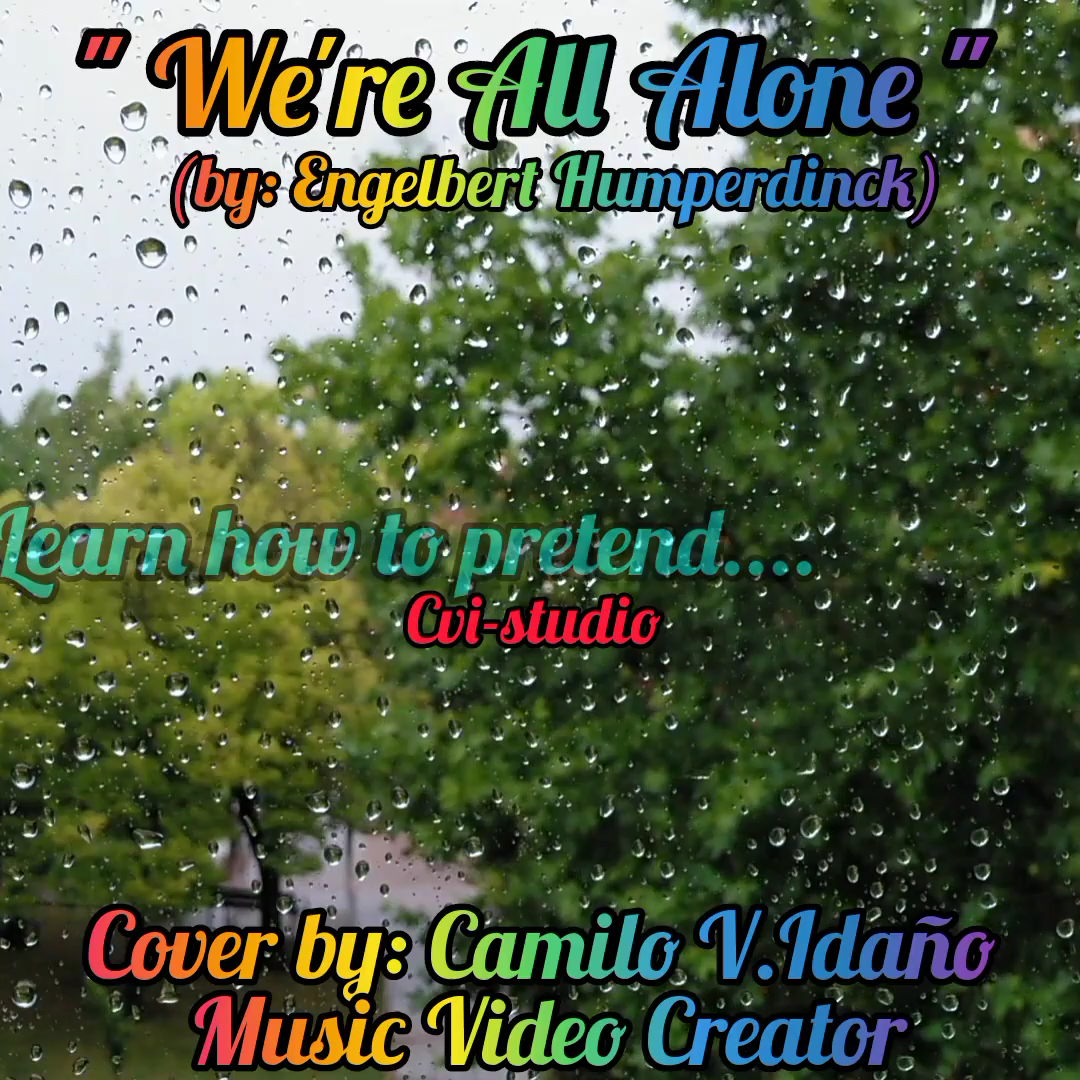 " We're All Alone "
(by: Engelbert Humperdinck)
Learn how to pretend....
Cvi-studio
Cover by: Camilo V.Idaño
Music Video Creator